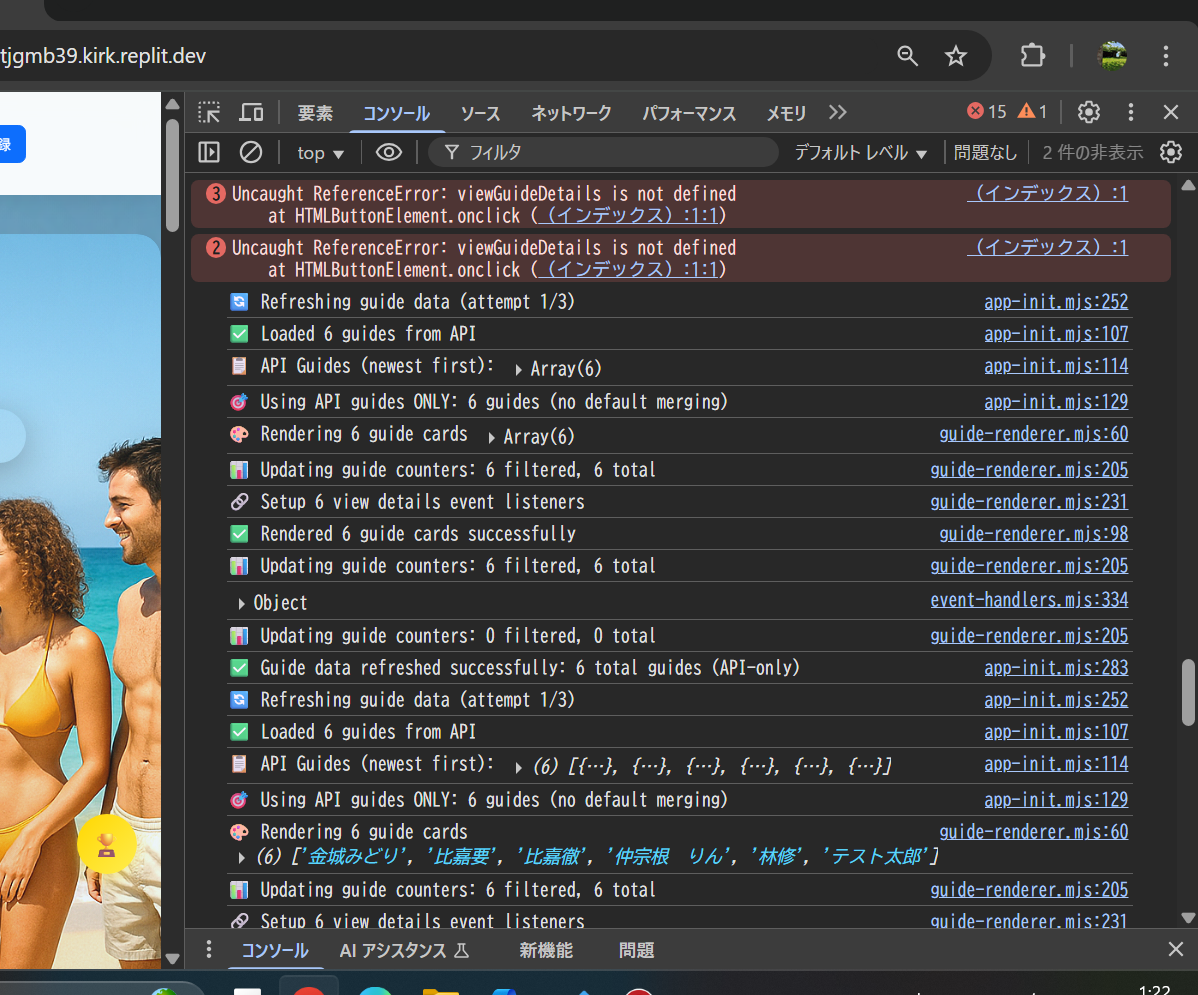 tjgmb39.kirk.replit.dev
録
要素 コンソール ソース ネットワーク パフォーマンス メモリ 15 1
top フィルタ デフォルト レベル 問題なし 2 件の非表示
3 Uncaught ReferenceError: viewGuideDetails is not defined (インデックス):1
at HTMLButtonElement.onclick ((インデックス):1:1)
2 Uncaught ReferenceError: viewGuideDetails is not defined (インデックス):1
at HTMLButtonElement.onclick ((インデックス):1:1)
🔄 Refreshing guide data (attempt 1/3) app-init.mjs:252
✅ Loaded 6 guides from API app-init.mjs:107
📋 API Guides (newest first): ▶ Array(6) app-init.mjs:114
🎯 Using API guides ONLY: 6 guides (no default merging) app-init.mjs:129
🎨 Rendering 6 guide cards ▶ Array(6) guide-renderer.mjs:60
📊 Updating guide counters: 6 filtered, 6 total guide-renderer.mjs:205
🔗 Setup 6 view details event listeners guide-renderer.mjs:231
✅ Rendered 6 guide cards successfully guide-renderer.mjs:98
📊 Updating guide counters: 6 filtered, 6 total guide-renderer.mjs:205
▶ Object event-handlers.mjs:334
📊 Updating guide counters: 0 filtered, 0 total guide-renderer.mjs:205
✅ Guide data refreshed successfully: 6 total guides (API-only) app-init.mjs:283
🔄 Refreshing guide data (attempt 1/3) app-init.mjs:252
✅ Loaded 6 guides from API app-init.mjs:107
📋 API Guides (newest first): ▶ (6) [{…}, {…}, {…}, {…}, {…}, {…}] app-init.mjs:114
🎯 Using API guides ONLY: 6 guides (no default merging) app-init.mjs:129
🎨 Rendering 6 guide cards guide-renderer.mjs:60
▶ (6) ['金城みどり', '比嘉要', '比嘉徹', '仲宗根　りん', '林修', 'テスト太郎']
📊 Updating guide counters: 6 filtered, 6 total guide-renderer.mjs:205
🔗 Setup 6 view details event listeners guide-renderer.mjs:231
コンソール AI アシスタンス 新機能 問題
1:22